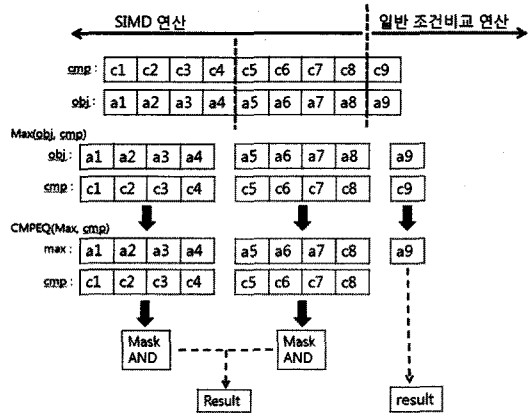 SIMD 연산 일반 조건비교 연산
cmp: c1 c2 c3 c4 c5 c6 c7 c8 c9
obj: a1 a2 a3 a4 a5 a6 a7 a8 a9
Max(obj, cmp)
obj: a1 a2 a3 a4 a5 a6 a7 a8 a9
cmp: c1 c2 c3 c4 c5 c6 c7 c8 c9
CMPEQ(Max, cmp)
max: a1 a2 a3 a4 a5 a6 a7 c8 a9
cmp: c1 c2 c3 c4 c5 c6 c7 c8
Mask Mask
AND AND
Result result